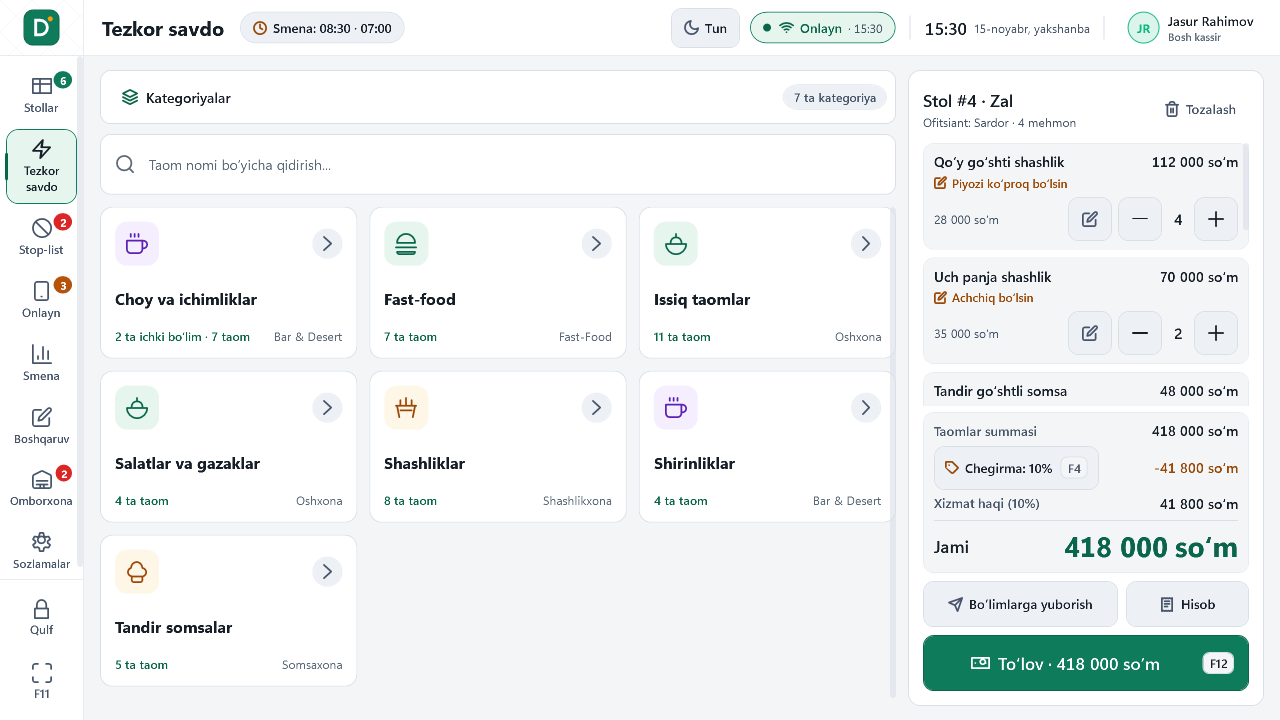 D
Tezkor savdo
Smena: 08:30 · 07:00
Tun
Onlayn · 15:30
15:30 15-noyabr, yakshanba
JR
Jasur Rahimov
Bosh kassir
6
Stollar
Tezkor
savdo
2
Stop-list
3
Onlayn
Smena
Boshqaruv
2
Omborxona
Sozlamalar
Qulf
F11
Kategoriyalar
7 ta kategoriya
Taom nomi bo‘yicha qidirish...
Choy va ichimliklar
2 ta ichki bo‘lim · 7 taom
Bar & Desert
Fast-food
7 ta taom
Fast-Food
Issiq taomlar
11 ta taom
Oshxona
Salatlar va gazaklar
4 ta taom
Oshxona
Shashliklar
8 ta taom
Shashlikxona
Shirinliklar
4 ta taom
Bar & Desert
Tandir somsalar
5 ta taom
Somsaxona
Stol #4 · Zal
Ofitsiant: Sardor · 4 mehmon
Tozalash
Qo‘y go‘shti shashlik 112 000 so‘m
Piyozi ko‘proq bo‘lsin
28 000 so‘m
4
Uch panja shashlik 70 000 so‘m
Achchiq bo‘lsin
35 000 so‘m
2
Tandir go‘shtli somsa 48 000 so‘m
Taomlar summasi 418 000 so‘m
Chegirma: 10% F4 -41 800 so‘m
Xizmat haqi (10%) 41 800 so‘m
Jami 418 000 so‘m
Bo‘limlarga yuborish
Hisob
To‘lov · 418 000 so‘m F12